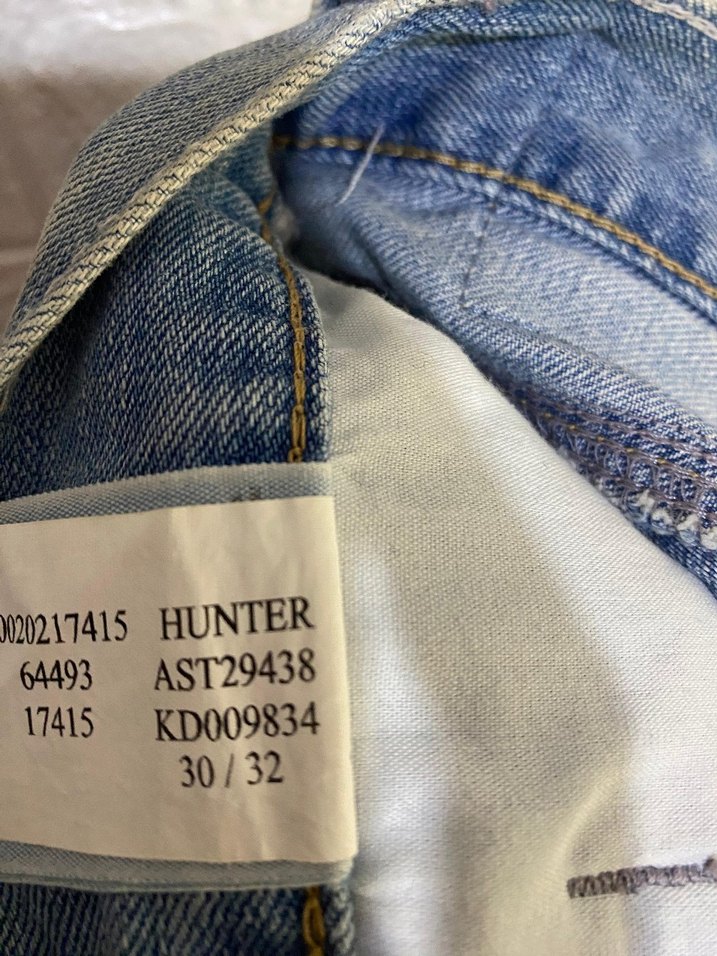 0020217415 HUNTER
64493 AST29438
17415 KD009834
30 / 32